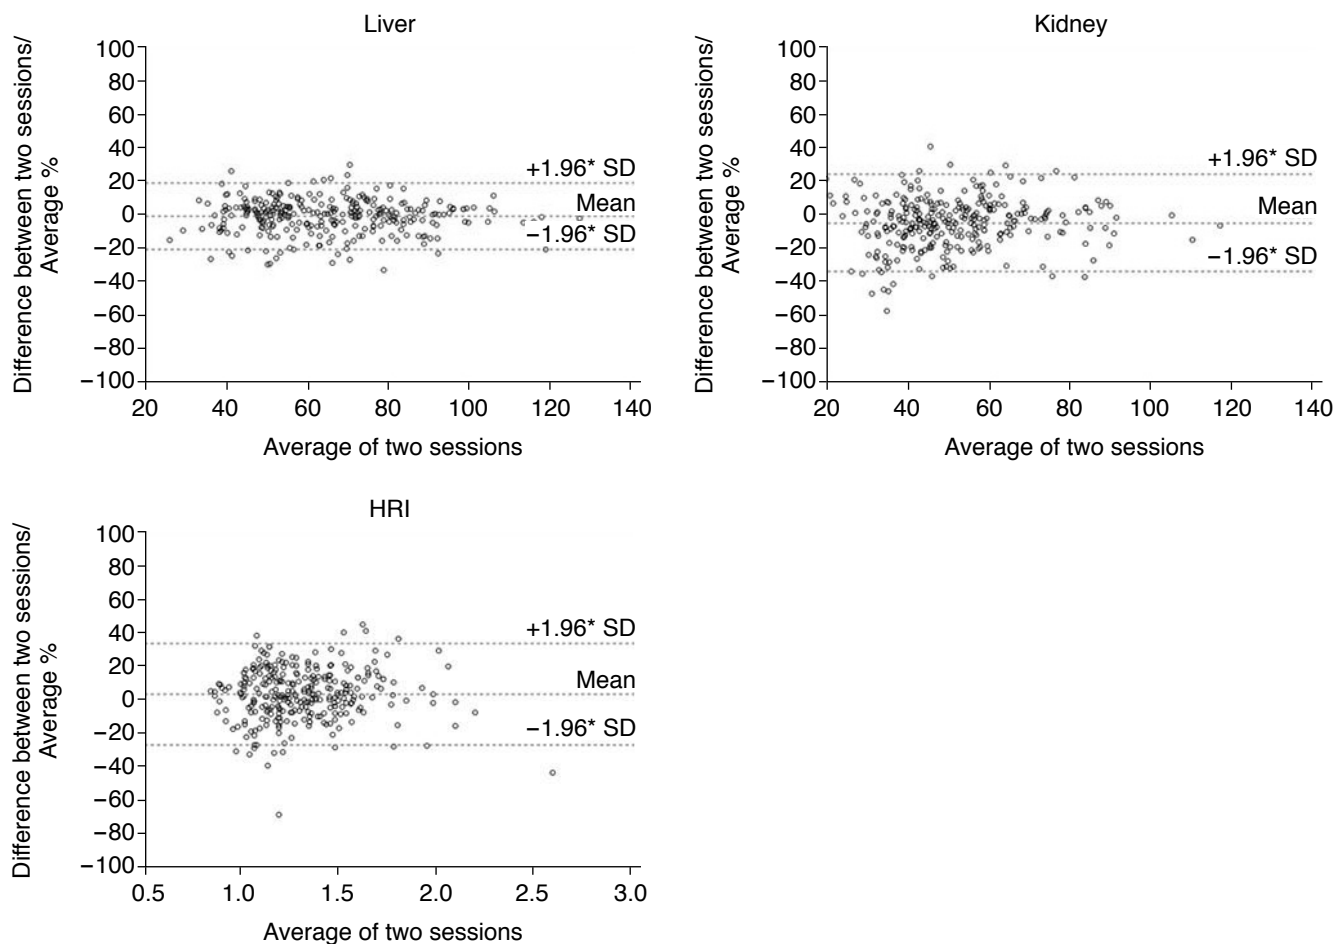 Liver
Difference between two sessions/
Average %
100
80
60
40
20
0
−20
−40
−60
−80
−100
+1.96* SD
Mean
−1.96* SD
20 40 60 80 100 120 140
Average of two sessions
Kidney
Difference between two sessions/
Average %
100
80
60
40
20
0
−20
−40
−60
−80
−100
+1.96* SD
Mean
−1.96* SD
20 40 60 80 100 120 140
Average of two sessions
HRI
Difference between two sessions/
Average %
100
80
60
40
20
0
−20
−40
−60
−80
−100
+1.96* SD
Mean
−1.96* SD
0.5 1.0 1.5 2.0 2.5 3.0
Average of two sessions